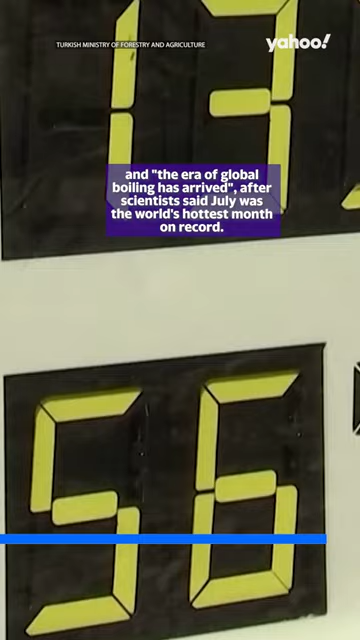 TURKISH MINISTRY OF FORESTRY AND AGRICULTURE
yahoo!
13
and "the era of global
boiling has arrived", after
scientists said July was
the world's hottest month
on record.
56